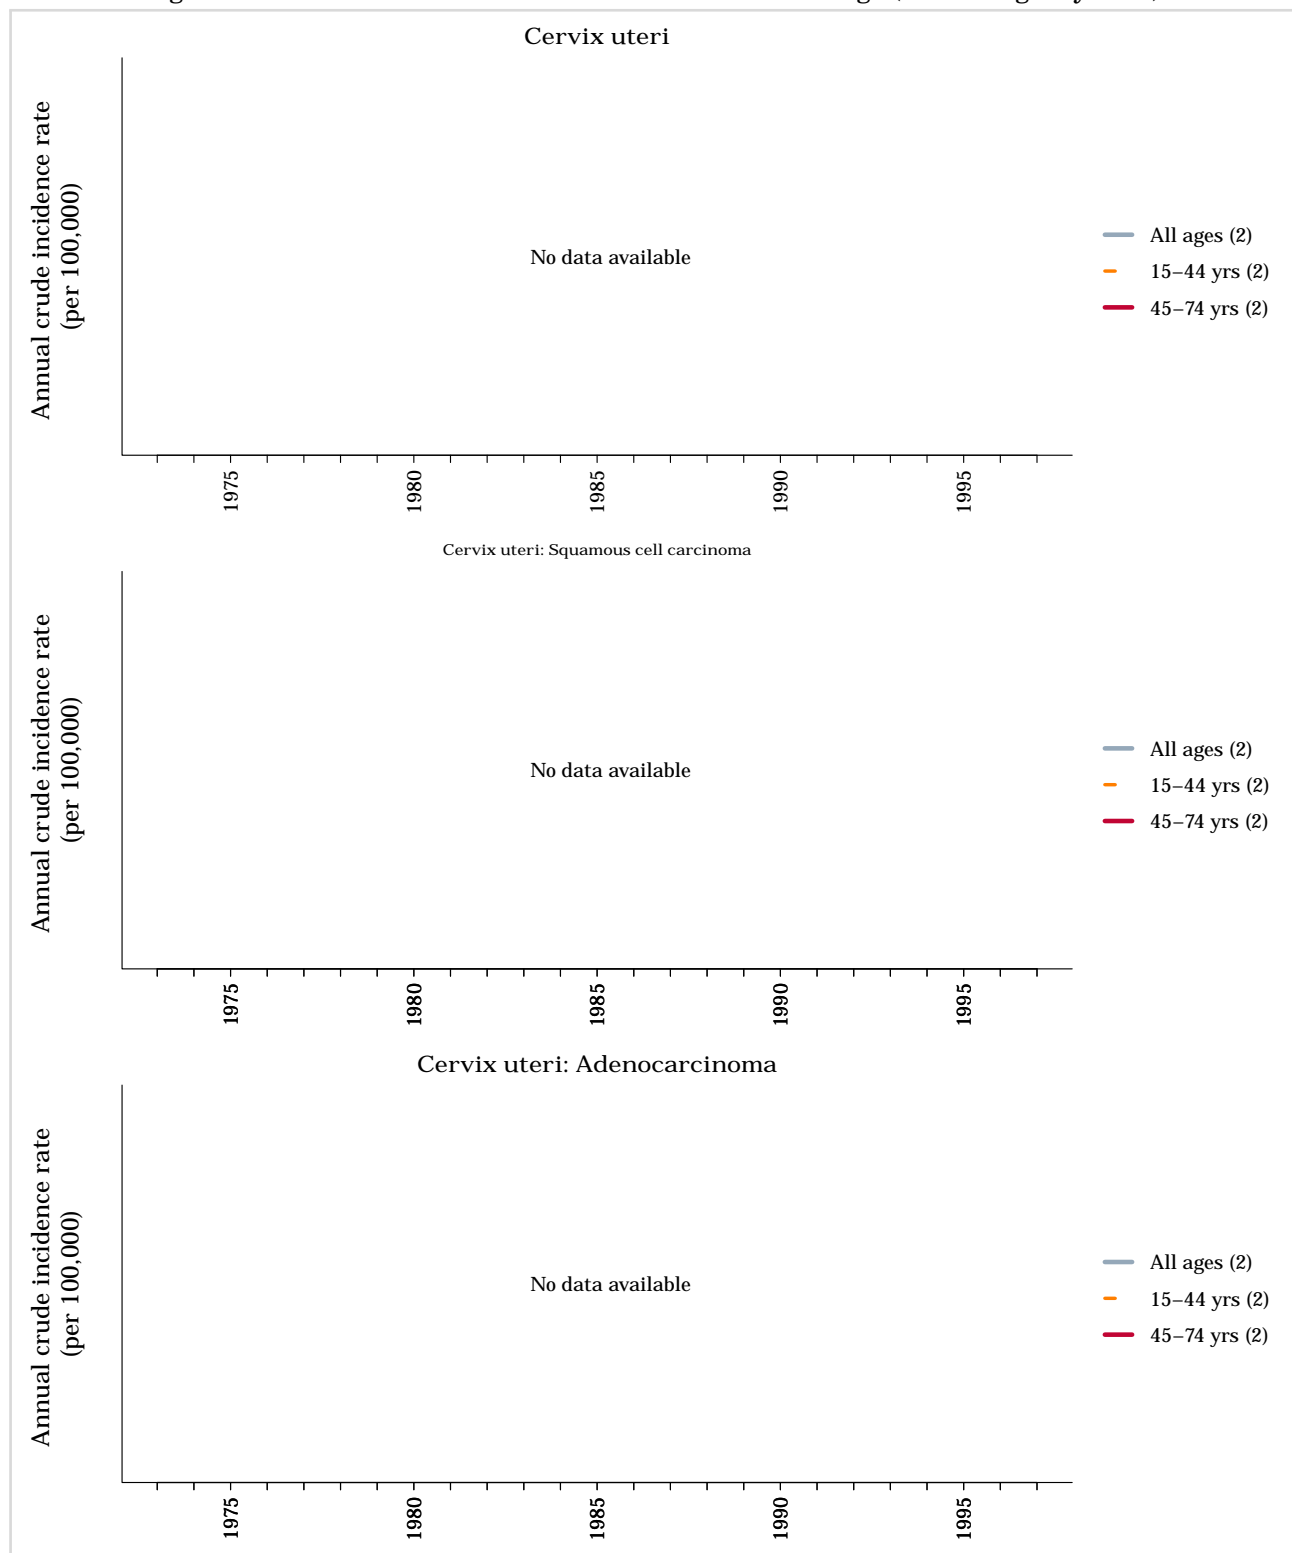 Cervix uteri
Annual crude incidence rate
(per 100,000)
No data available
All ages (2)
15–44 yrs (2)
45–74 yrs (2)
1975
1980
1985
1990
1995
Cervix uteri: Squamous cell carcinoma
Annual crude incidence rate
(per 100,000)
No data available
All ages (2)
15–44 yrs (2)
45–74 yrs (2)
1975
1980
1985
1990
1995
Cervix uteri: Adenocarcinoma
Annual crude incidence rate
(per 100,000)
No data available
All ages (2)
15–44 yrs (2)
45–74 yrs (2)
1975
1980
1985
1990
1995